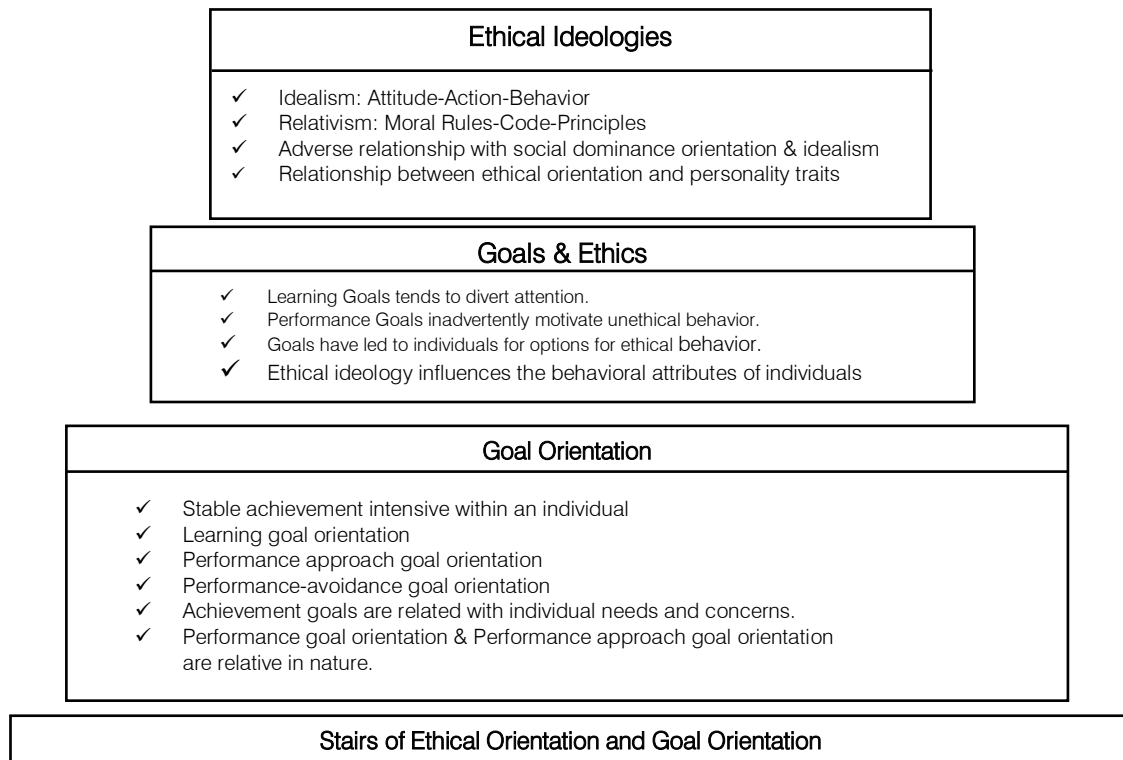 Ethical Ideologies
✓ Idealism: Attitude-Action-Behavior
✓ Relativism: Moral Rules-Code-Principles
✓ Adverse relationship with social dominance orientation & idealism
✓ Relationship between ethical orientation and personality traits
Goals & Ethics
✓ Learning Goals tends to divert attention.
✓ Performance Goals inadvertently motivate unethical behavior.
✓ Goals have led to individuals for options for ethical behavior.
✓ Ethical ideology influences the behavioral attributes of individuals
Goal Orientation
✓ Stable achievement intensive within an individual
✓ Learning goal orientation
✓ Performance approach goal orientation
✓ Performance-avoidance goal orientation
✓ Achievement goals are related with individual needs and concerns.
✓ Performance goal orientation & Performance approach goal orientation
are relative in nature.
Stairs of Ethical Orientation and Goal Orientation